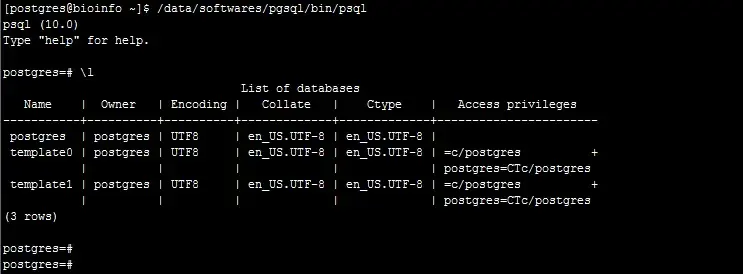 [postgres@bioinfo ~]$ /data/softwares/pgsql/bin/psql
psql (10.0)
Type "help" for help.

postgres=# \l
                              List of databases
   Name    |  Owner   | Encoding |   Collate   |    Ctype    |   Access privileges
-----------+----------+----------+-------------+-------------+-----------------------
 postgres  | postgres | UTF8     | en_US.UTF-8 | en_US.UTF-8 |
 template0 | postgres | UTF8     | en_US.UTF-8 | en_US.UTF-8 | =c/postgres          +
           |          |          |             |             | postgres=CTc/postgres
 template1 | postgres | UTF8     | en_US.UTF-8 | en_US.UTF-8 | =c/postgres          +
           |          |          |             |             | postgres=CTc/postgres
(3 rows)

postgres=#
postgres=#